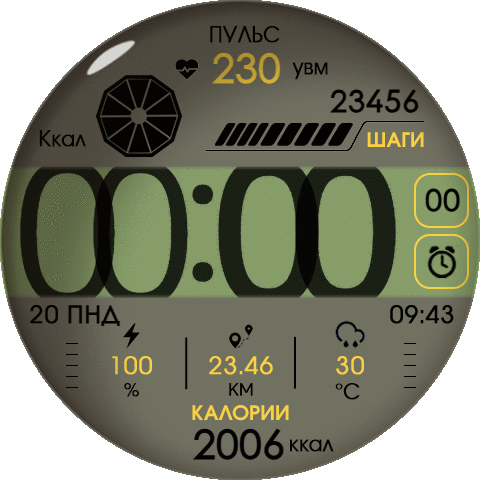 ПУЛЬС
230 увм
23456
Ккал
ШАГИ
00:00
00
20 ПНД
09:43
100
23.46
30
%
КМ
°C
КАЛОРИИ
2006 ккал